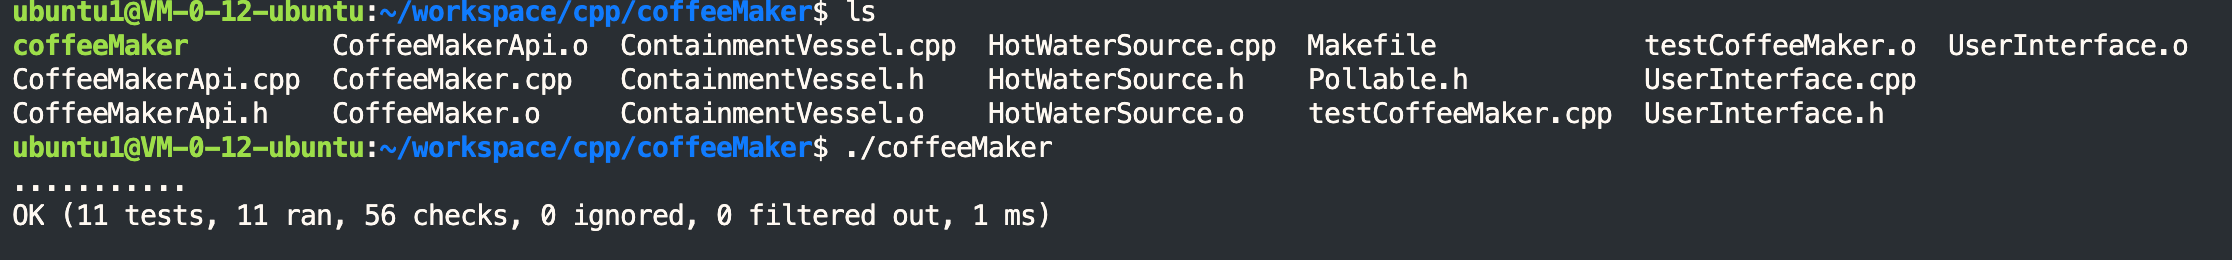 ubuntu1@VM-0-12-ubuntu:~/workspace/cpp/coffeeMaker$ ls
coffeeMaker         CoffeeMakerApi.o  ContainmentVessel.cpp  HotWaterSource.cpp  Makefile             testCoffeeMaker.o  UserInterface.o
CoffeeMakerApi.cpp  CoffeeMaker.cpp   ContainmentVessel.h    HotWaterSource.h    Pollable.h           UserInterface.cpp
CoffeeMakerApi.h    CoffeeMaker.o     ContainmentVessel.o    HotWaterSource.o    testCoffeeMaker.cpp  UserInterface.h
ubuntu1@VM-0-12-ubuntu:~/workspace/cpp/coffeeMaker$ ./coffeeMaker
...........
OK (11 tests, 11 ran, 56 checks, 0 ignored, 0 filtered out, 1 ms)